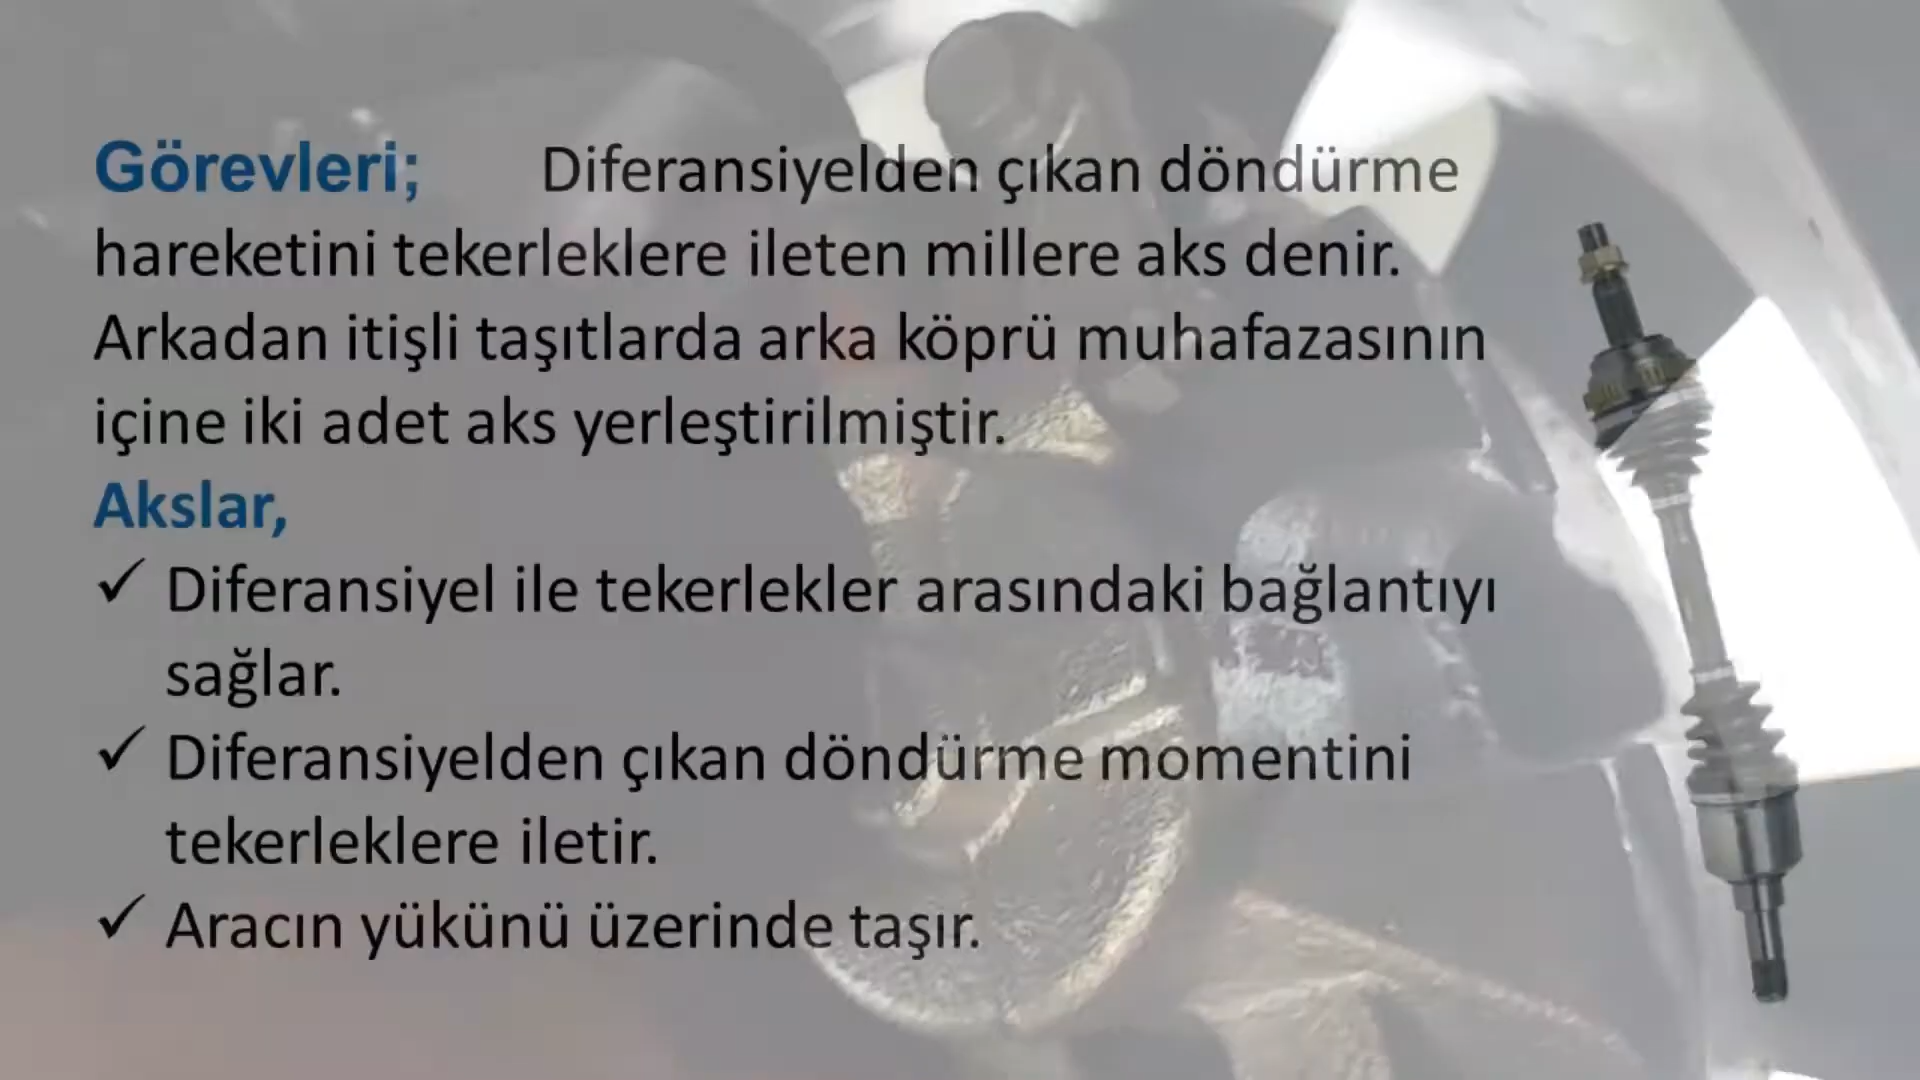 Görevleri; Diferansiyelden çıkan döndürme
hareketini tekerleklere ileten millere aks denir.
Arkadan itişli taşıtlarda arka köprü muhafazasının
içine iki adet aks yerleştirilmiştir.
Akslar,
✓ Diferansiyel ile tekerlekler arasındaki bağlantıyı
sağlar.
✓ Diferansiyelden çıkan döndürme momentini
tekerleklere iletir.
✓ Aracın yükünü üzerinde taşır.